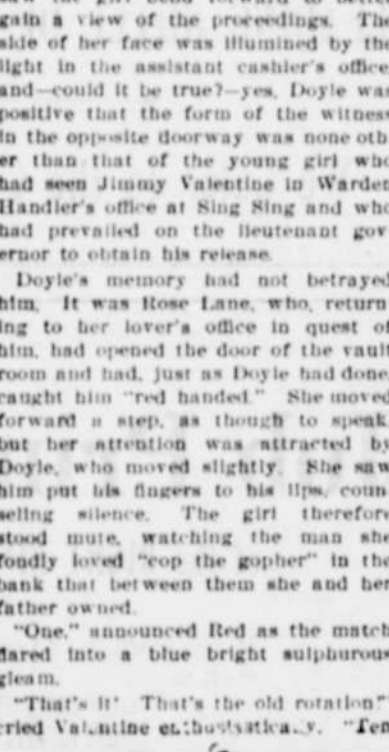 gain a view of the proceedings. The
side of her face was illumined by the
light in the assistant cashier's office
and—could it be true?—yes, Doyle was
positive that the form of the witness
in the opposite doorway was none oth
er than that of the young girl who
had seen Jimmy Valentine in Warden
Handler's office at Sing Sing and who
had prevailed on the lieutenant gov
ernor to obtain his release.
Doyle's memory had not betrayed
him. It was Rose Lane, who, return
ing to her lover's office in quest of
him, had opened the door of the vault
room and had, just as Doyle had done,
caught him "red handed." She moved
forward a step, as though to speak,
but her attention was attracted by
Doyle, who moved slightly. She saw
him put his fingers to his lips, coun
seling silence. The girl therefore
stood mute, watching the man she
fondly loved "cop the gopher" in the
bank that between them she and her
father owned.
"One," announced Red as the match
flared into a blue bright sulphurous
gleam.
"That's it! That's the old rotation!"
cried Valentine enthusiastically. "Ten